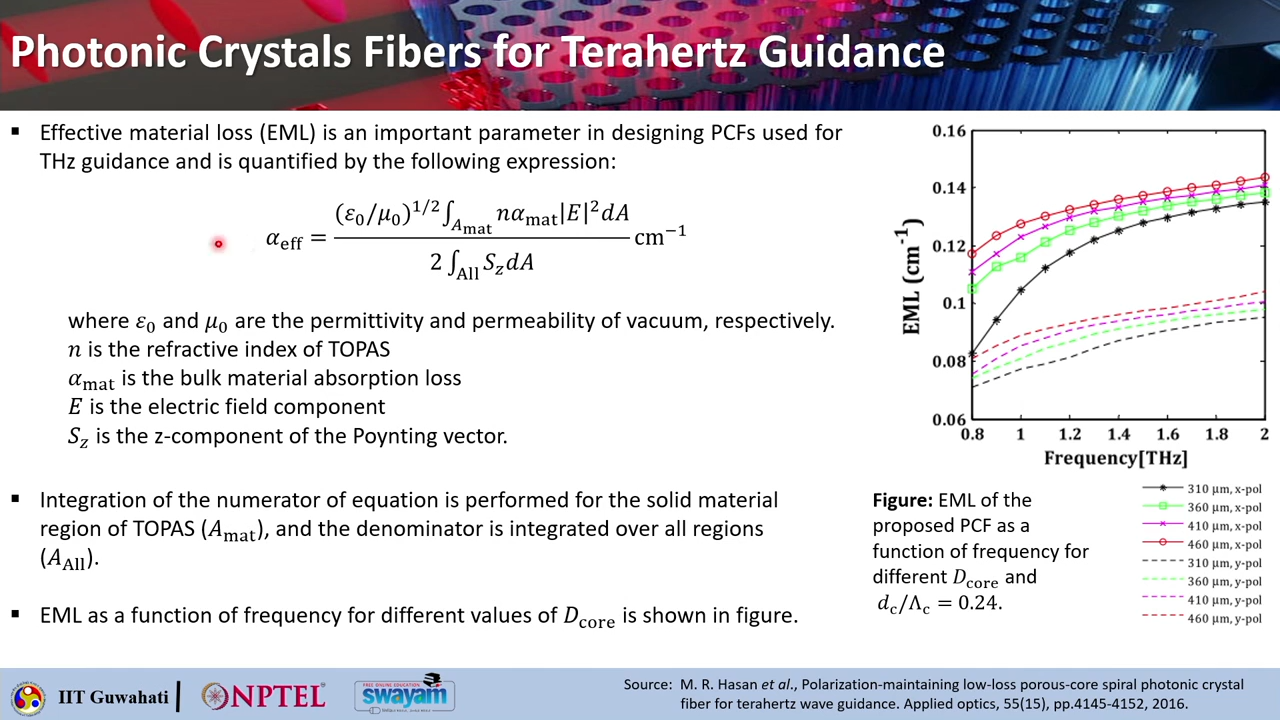 Photonic Crystals Fibers for Terahertz Guidance
▪ Effective material loss (EML) is an important parameter in designing PCFs used for
THz guidance and is quantified by the following expression:
α_eff = ((ε₀/μ₀)^{1/2} ∫_{A_mat} nα_mat|E|²dA) / (2 ∫_All S_z dA) cm⁻¹
where ε₀ and μ₀ are the permittivity and permeability of vacuum, respectively.
n is the refractive index of TOPAS
α_mat is the bulk material absorption loss
E is the electric field component
S_z is the z-component of the Poynting vector.
▪ Integration of the numerator of equation is performed for the solid material
region of TOPAS (A_mat), and the denominator is integrated over all regions
(A_All).
▪ EML as a function of frequency for different values of D_core is shown in figure.
0.16
0.14
0.12
0.1
0.08
0.06
EML (cm⁻¹)
0.8 1 1.2 1.4 1.6 1.8 2
Frequency[THz]
Figure: EML of the
proposed PCF as a
function of frequency for
different D_core and
d_c/Λ_c = 0.24.
310 μm, x-pol
360 μm, x-pol
410 μm, x-pol
460 μm, x-pol
310 μm, y-pol
360 μm, y-pol
410 μm, y-pol
460 μm, y-pol
IIT Guwahati
NPTEL
FREE ONLINE EDUCATION
swayam
Source: M. R. Hasan et al., Polarization-maintaining low-loss porous-core spiral photonic crystal
fiber for terahertz wave guidance. Applied optics, 55(15), pp.4145-4152, 2016.